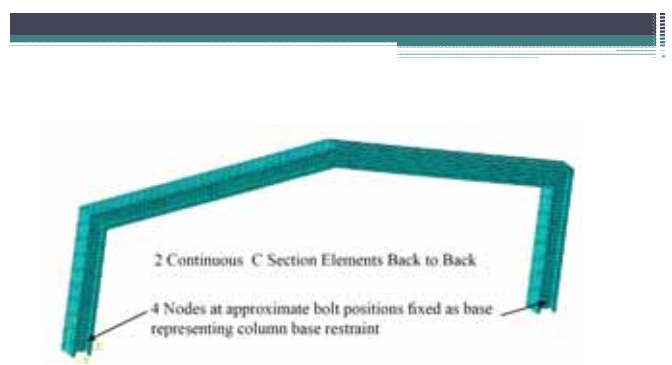 2 Continuous C Section Elements Back to Back
4 Nodes at approximate bolt positions fixed as base
representing column base restraint